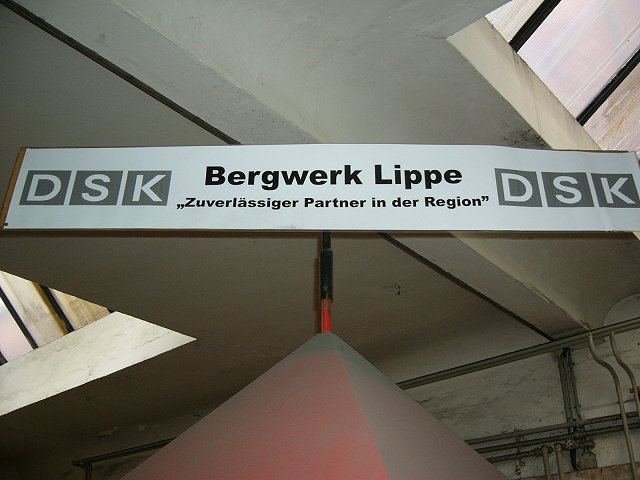 DSK Bergwerk Lippe DSK
„Zuverlässiger Partner in der Region”